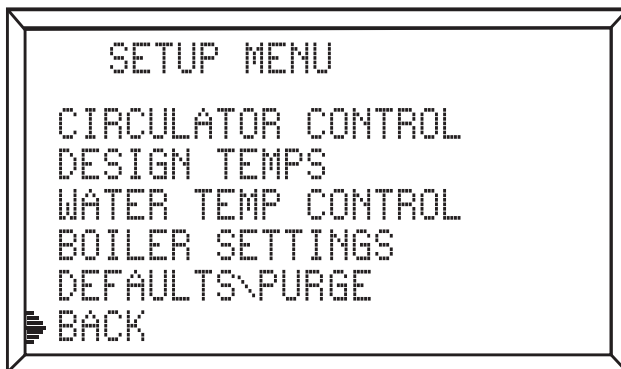 SETUP MENU
CIRCULATOR CONTROL
DESIGN TEMPS
WATER TEMP CONTROL
BOILER SETTINGS
DEFAULTS\PURGE
BACK